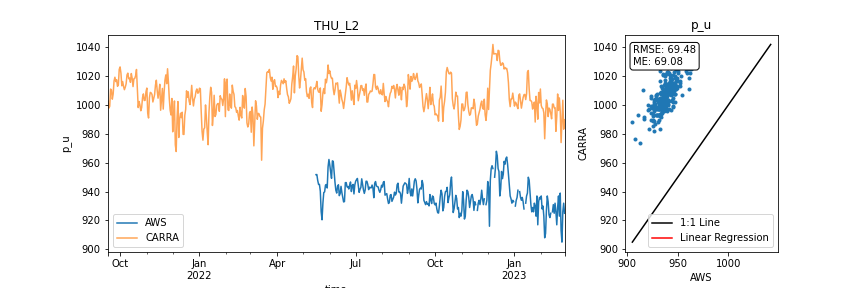 THU_L2
p_u
1040
1020
1000
980
960
940
920
900
p_u
AWS
CARRA
Oct
Jan
2022
Apr
Jul
Oct
Jan
2023
time
p_u
1040
1020
1000
980
960
940
920
900
CARRA
RMSE: 69.48
ME: 69.08
1:1 Line
Linear Regression
900
950
1000
AWS